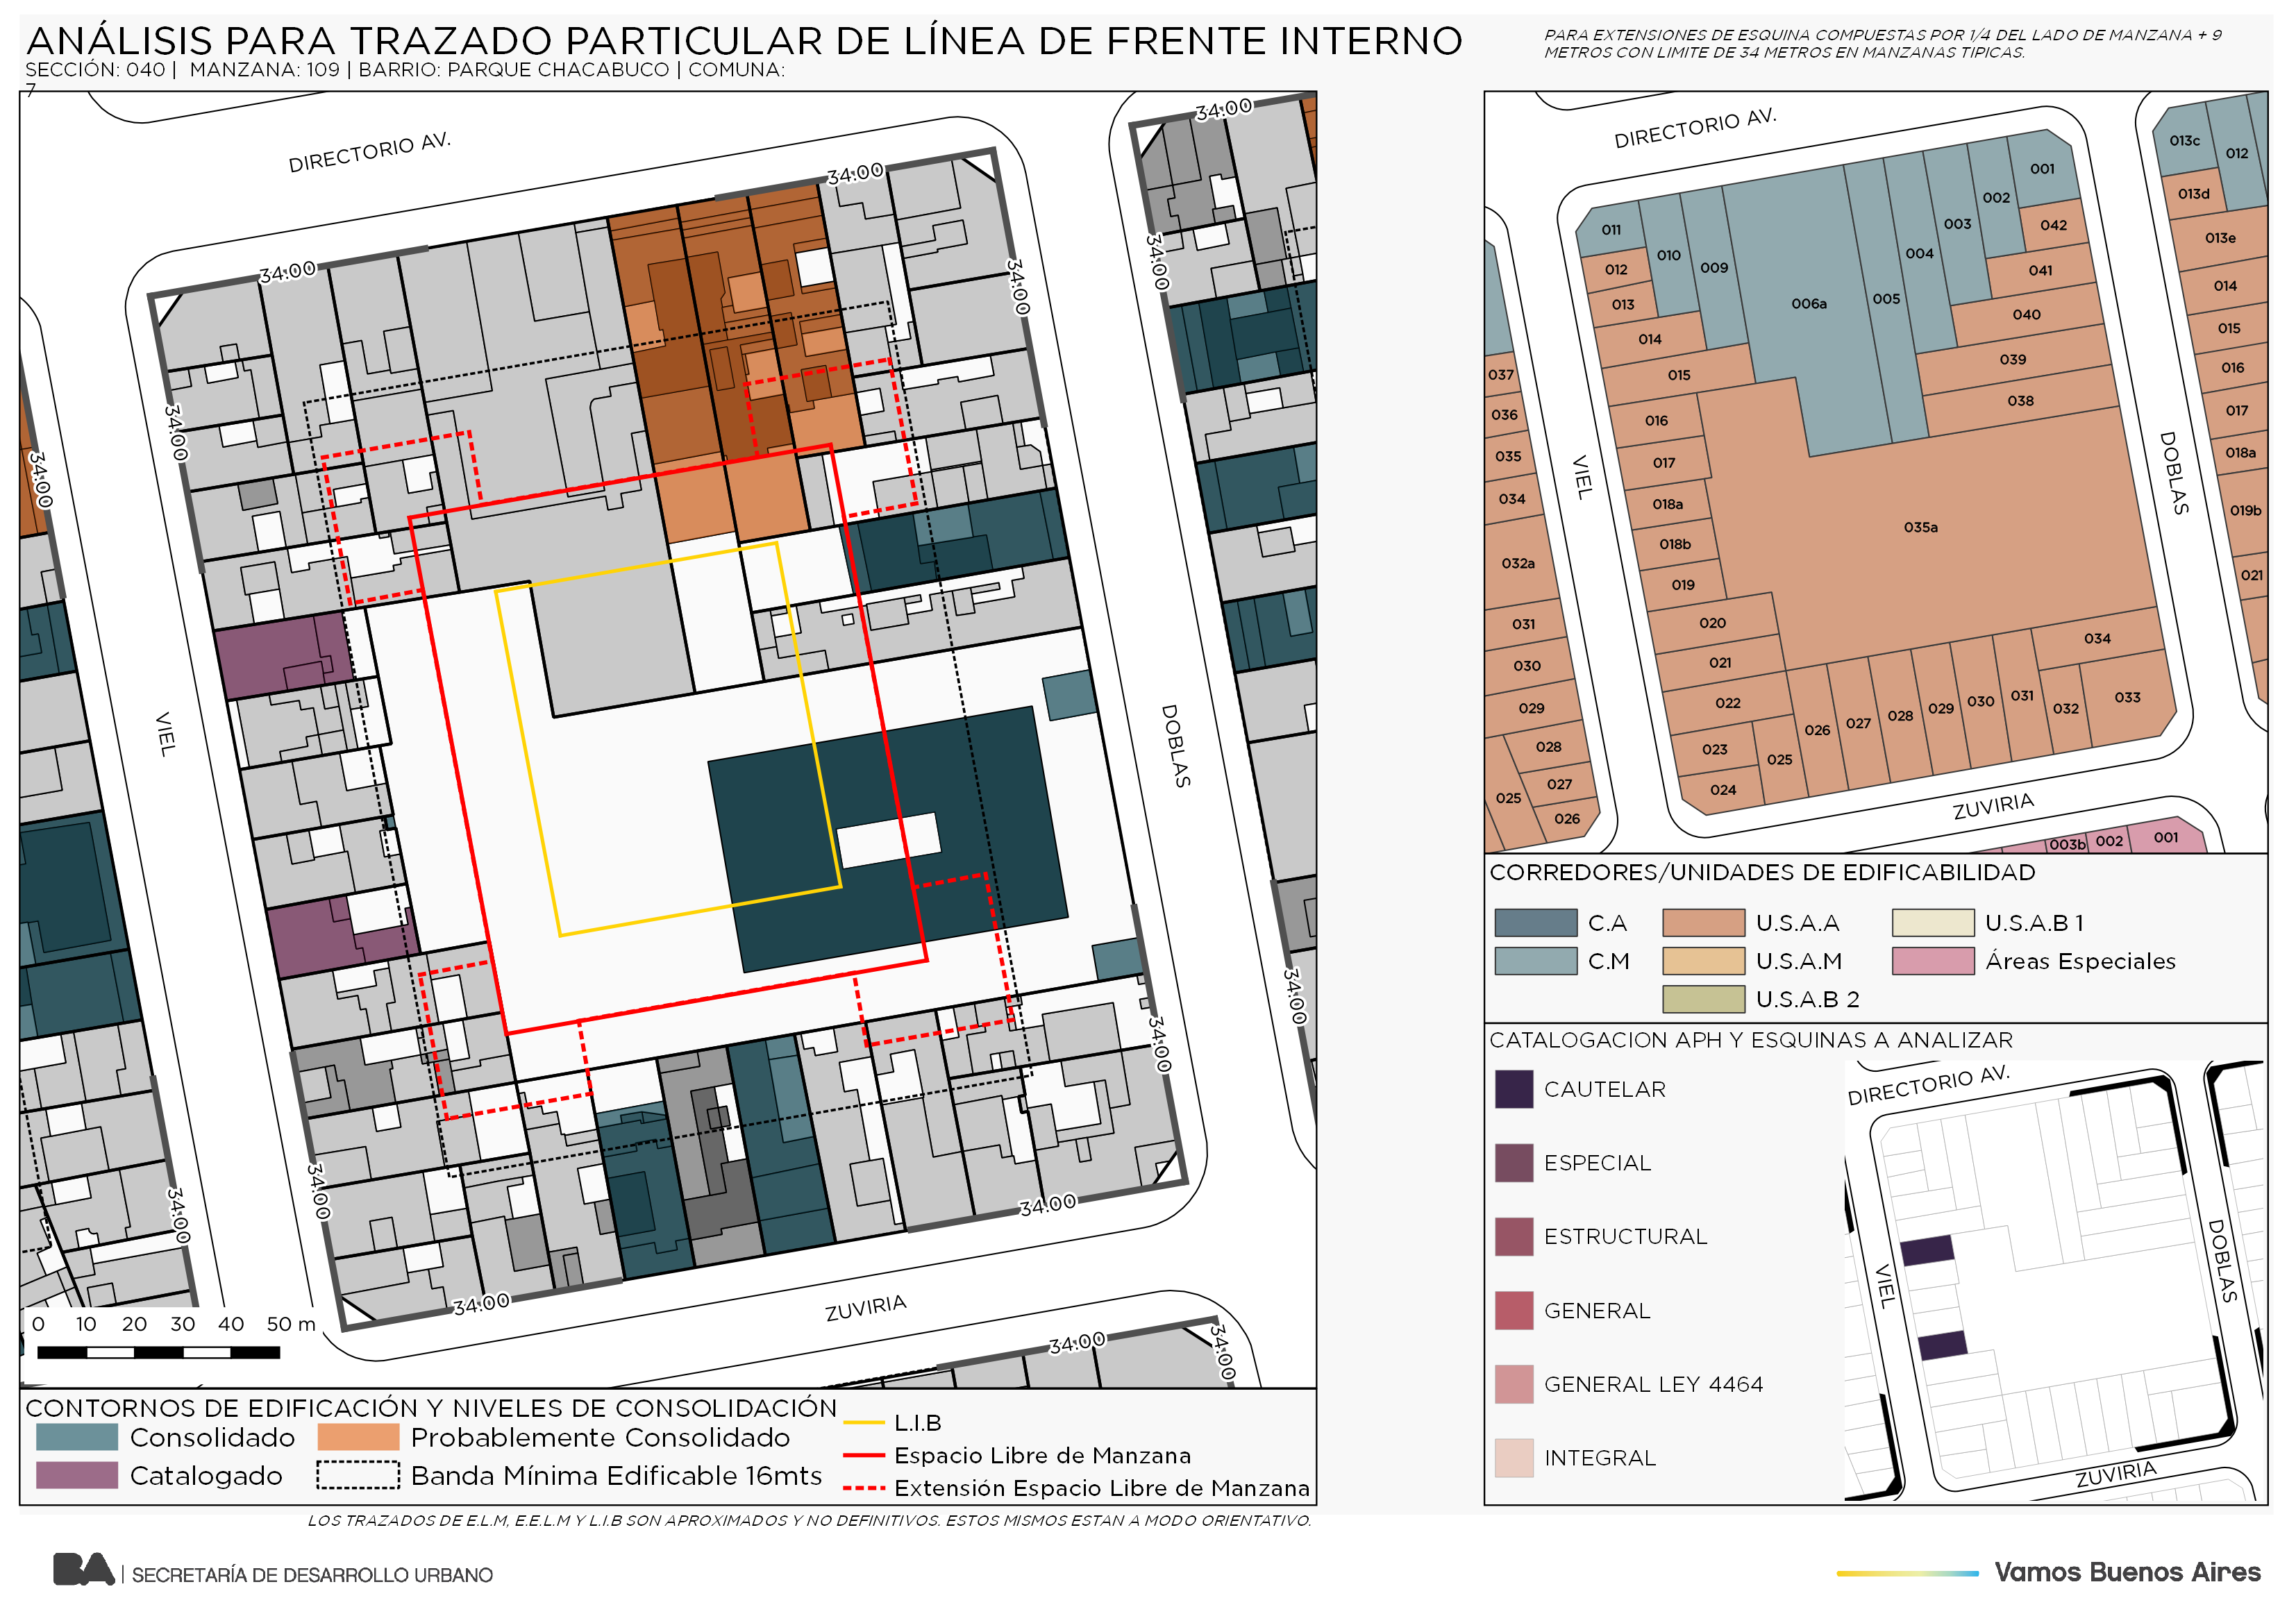 ANÁLISIS PARA TRAZADO PARTICULAR DE LÍNEA DE FRENTE INTERNO
SECCIÓN: 040 | MANZANA: 109 | BARRIO: PARQUE CHACABUCO | COMUNA:
7
PARA EXTENSIONES DE ESQUINA COMPUESTAS POR 1/4 DEL LADO DE MANZANA + 9
METROS CON LIMITE DE 34 METROS EN MANZANAS TIPICAS.
DIRECTORIO AV.
34.00
34.00
34.00
34.00
34.00
34.00
34.00
VIEL
DOBLAS
34.00
34.00
34.00
34.00
34.00
34.00
34.00
ZUVIRIA
34.00
34.00
0 10 20 30 40 50 m
CONTORNOS DE EDIFICACIÓN Y NIVELES DE CONSOLIDACIÓN
Consolidado
Probablemente Consolidado
Catalogado
Banda Mínima Edificable 16mts
L.I.B
Espacio Libre de Manzana
Extensión Espacio Libre de Manzana
DIRECTORIO AV.
013c
012
001
013d
002
011
003
042
010
009
004
013e
012
041
013
006a
005
014
040
014
015
039
016
037
015
038
016
036
017
017
035
018a
034
018a
VIEL
DOBLAS
019b
035a
018b
032a
019
021
031
020
034
030
021
029
022
031
030
029
028
027
026
032
033
028
023
025
027
024
025
026
ZUVIRIA
003b
002
001
CORREDORES/UNIDADES DE EDIFICABILIDAD
C.A
U.S.A.A
U.S.A.B 1
C.M
U.S.A.M
Áreas Especiales
U.S.A.B 2
CATALOGACION APH Y ESQUINAS A ANALIZAR
CAUTELAR
ESPECIAL
ESTRUCTURAL
GENERAL
GENERAL LEY 4464
INTEGRAL
DIRECTORIO AV.
VIEL
DOBLAS
ZUVIRIA
LOS TRAZADOS DE E.L.M, E.E.L.M Y L.I.B SON APROXIMADOS Y NO DEFINITIVOS. ESTOS MISMOS ESTAN A MODO ORIENTATIVO.
BA | SECRETARÍA DE DESARROLLO URBANO
Vamos Buenos Aires